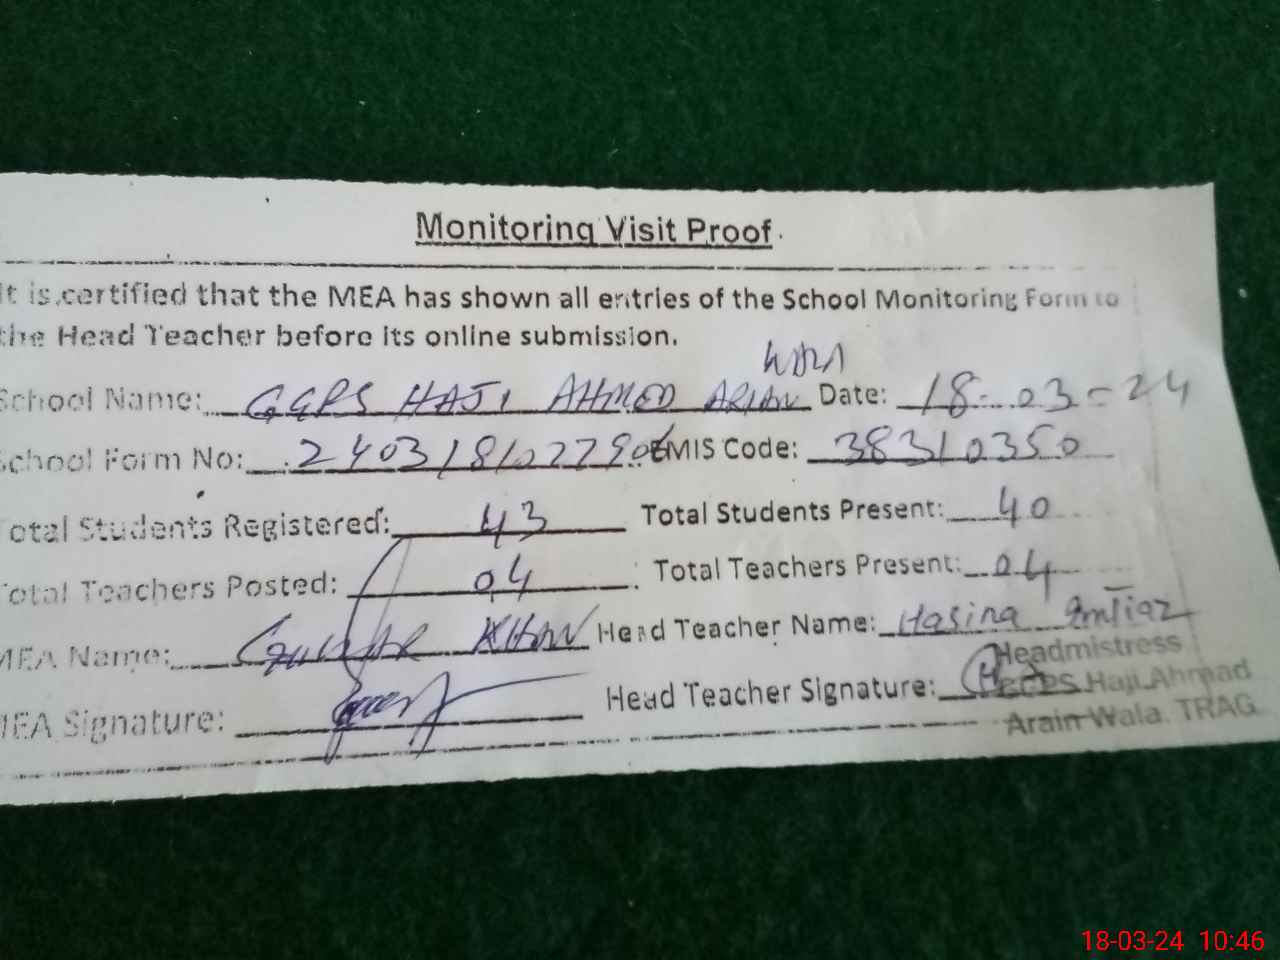 Monitoring Visit Proof
It is certified that the MEA has shown all entries of the School Monitoring Form to
the Head Teacher before its online submission.
School Name: GGPS HAJI AHMED ARIAN WALA Date: 18-03-24
School Form No: EMIS Code: 38310350
Total Students Registered: 43 Total Students Present: 40
Total Teachers Posted: 04 Total Teachers Present: 04
MEA Name: KHAN Head Teacher Name: Hasina Imtiaz
MEA Signature: Head Teacher Signature:
Headmistress
GGPS Haji Ahmad
Arain Wala. TRAG
18-03-24 10:46